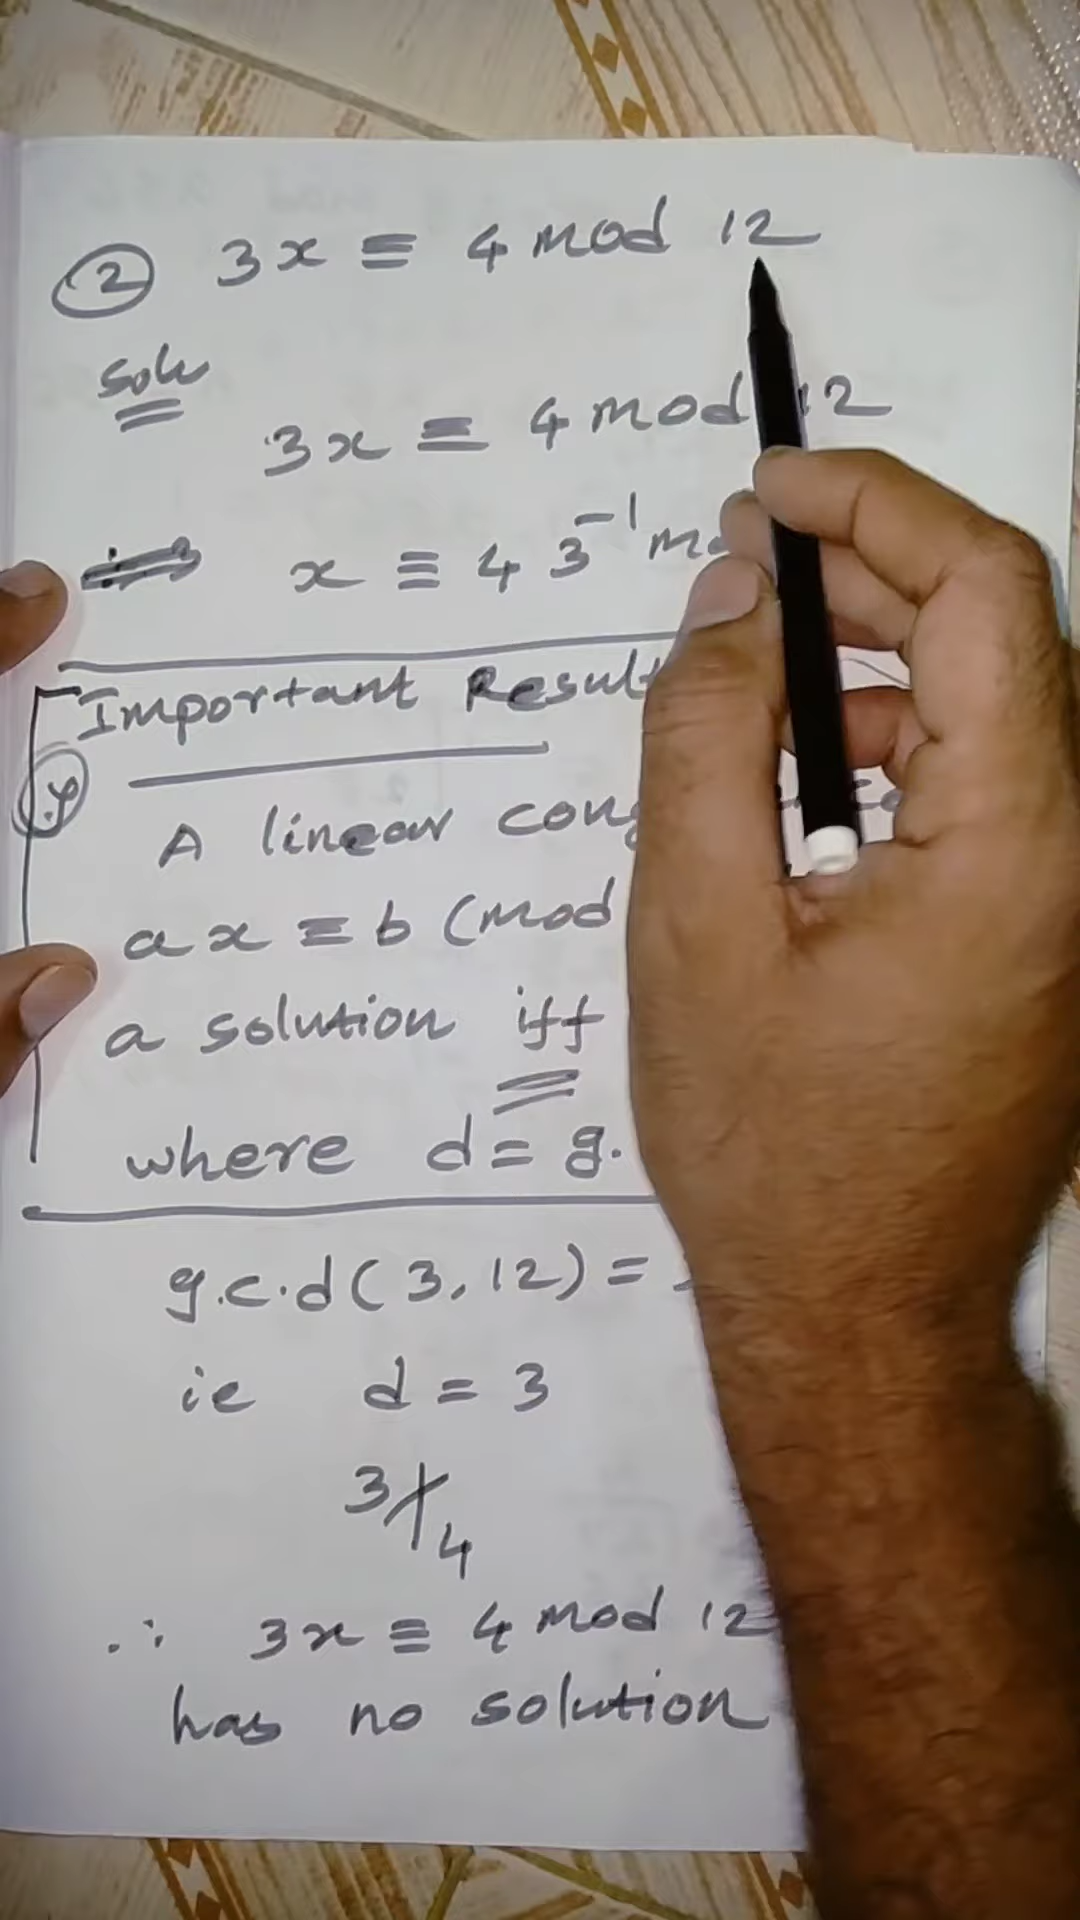 ② 3x ≡ 4 mod 12
Soln
3x ≡ 4 mod 12
x ≡ 4 3⁻¹
Important
A linear
ax ≡ b (mod
a solution iff
where d = g.
g.c.d (3, 12) =
ie d = 3
3 ∤ 4
∴ 3x ≡ 4 mod 12
has no solution